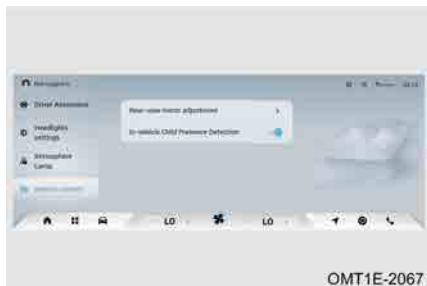 Driver Assistance
Rear-view mirror adjustment
Headlights
settings
In-vehicle Child Presence Detection
Atmosphere
Lamp
LO
LO
OMT1E-2067